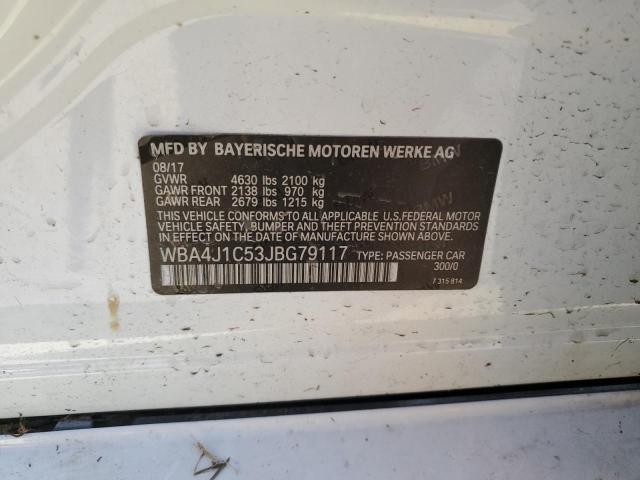 MFD BY BAYERISCHE MOTOREN WERKE AG
08/17
GVWR 4630 lbs 2100 kg
GAWR FRONT 2138 lbs 970 kg
GAWR REAR 2679 lbs 1215 kg
THIS VEHICLE CONFORMS TO ALL APPLICABLE U.S.FEDERAL MOTOR
VEHICLE SAFETY, BUMPER AND THEFT PREVENTION STANDARDS
IN EFFECT ON THE DATE OF MANUFACTURE SHOWN ABOVE.
WBA4J1C53JBG79117 TYPE: PASSENGER CAR
300/0
7 315 814